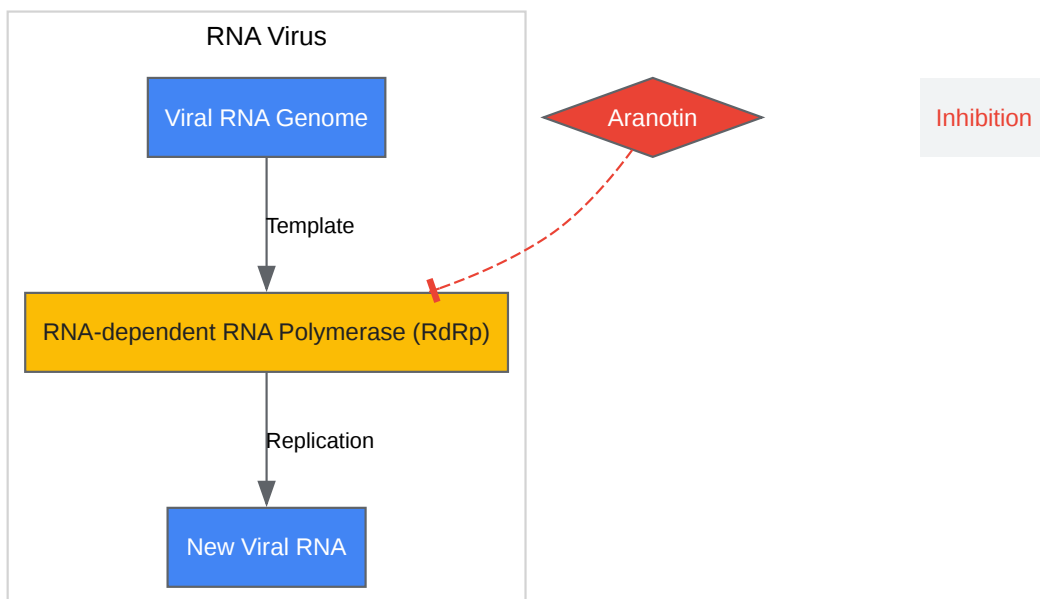 RNA Virus
Viral RNA Genome
Aranotin
Inhibition
Template
RNA-dependent RNA Polymerase (RdRp)
Replication
New Viral RNA